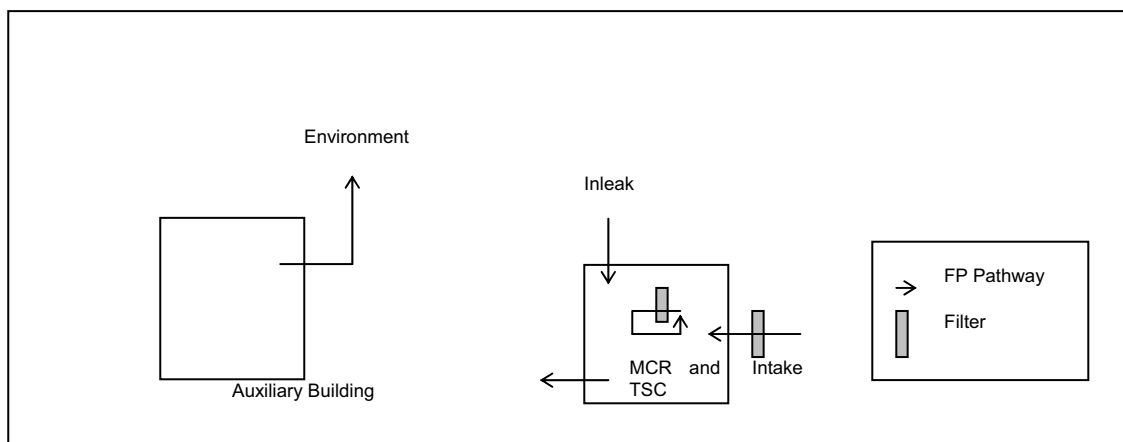 Environment
Inleak
FP Pathway
Filter
MCR and Intake
TSC
Auxiliary Building